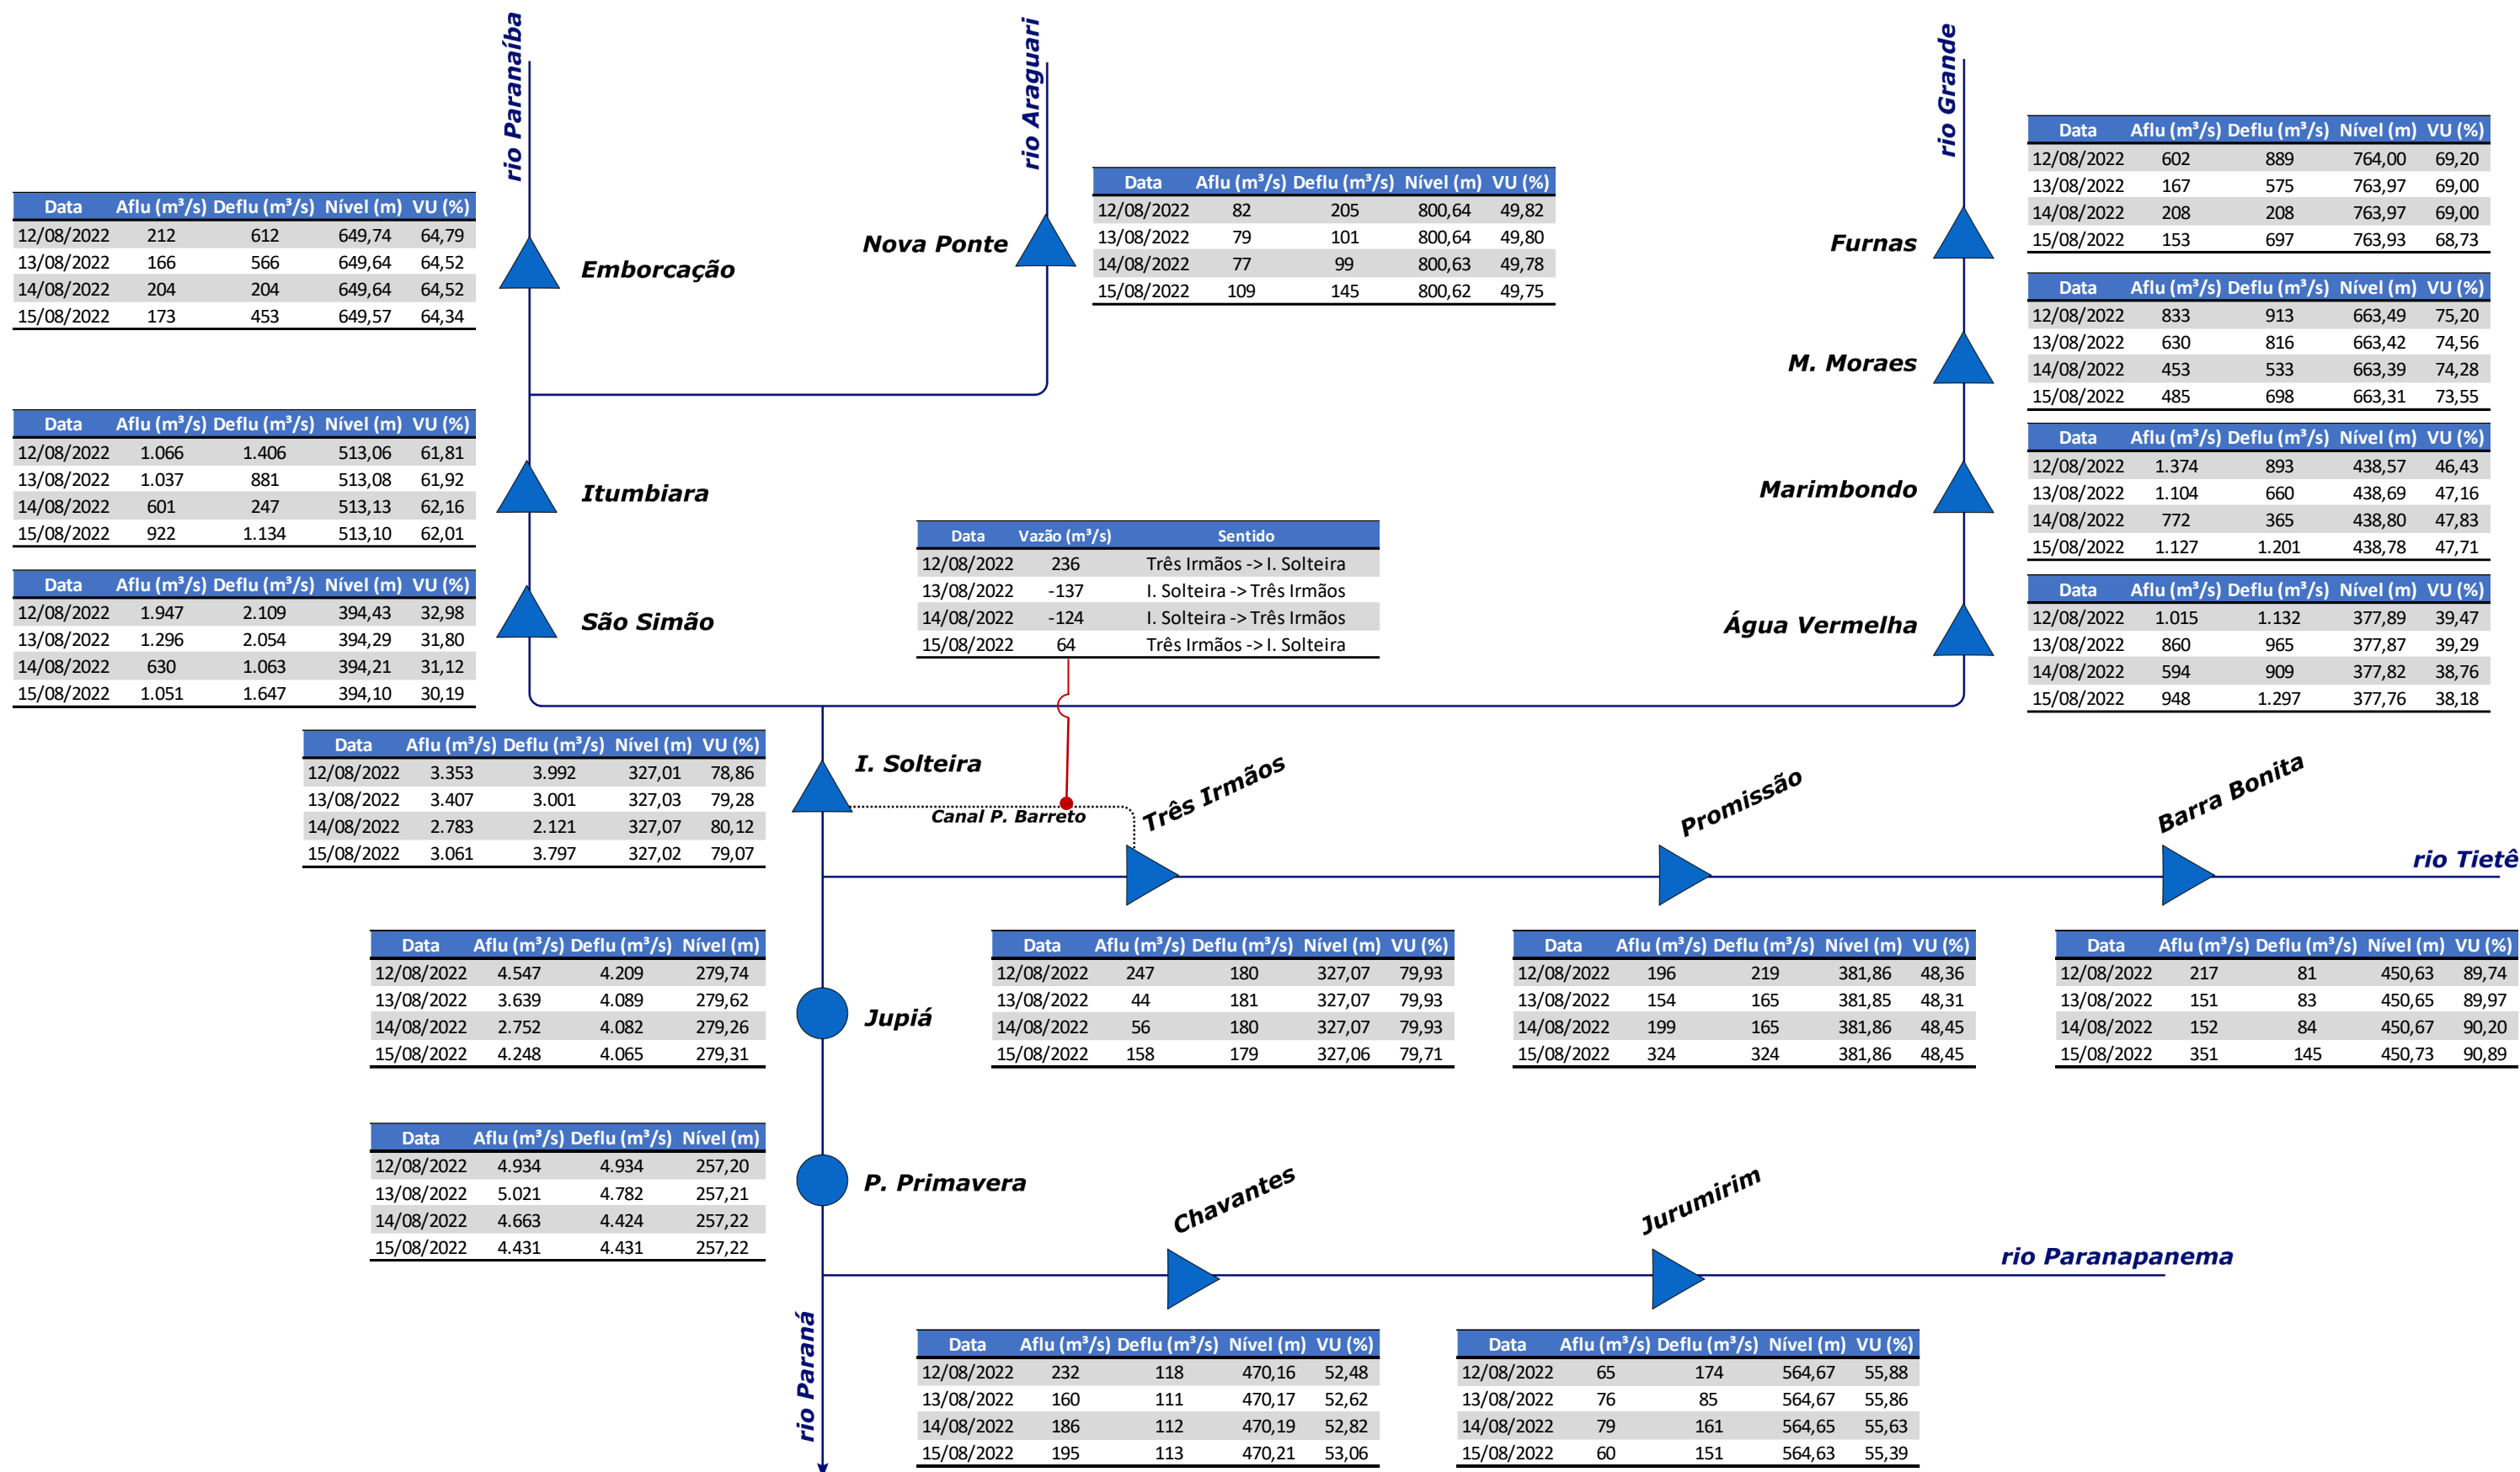 rio Paranaíba
rio Araguari
rio Grande
Data Aflu (m³/s) Deflu (m³/s) Nível (m) VU (%)
12/08/2022 602 889 764,00 69,20
13/08/2022 167 575 763,97 69,00
14/08/2022 208 208 763,97 69,00
15/08/2022 153 697 763,93 68,73
Furnas
Data Aflu (m³/s) Deflu (m³/s) Nível (m) VU (%)
12/08/2022 82 205 800,64 49,82
13/08/2022 79 101 800,64 49,80
14/08/2022 77 99 800,63 49,78
15/08/2022 109 145 800,62 49,75
Nova Ponte
Data Aflu (m³/s) Deflu (m³/s) Nível (m) VU (%)
12/08/2022 212 612 649,74 64,79
13/08/2022 166 566 649,64 64,52
14/08/2022 204 204 649,64 64,52
15/08/2022 173 453 649,57 64,34
Emborcação
Data Aflu (m³/s) Deflu (m³/s) Nível (m) VU (%)
12/08/2022 833 913 663,49 75,20
13/08/2022 630 816 663,42 74,56
14/08/2022 453 533 663,39 74,28
15/08/2022 485 698 663,31 73,55
M. Moraes
Data Aflu (m³/s) Deflu (m³/s) Nível (m) VU (%)
12/08/2022 1.066 1.406 513,06 61,81
13/08/2022 1.037 881 513,08 61,92
14/08/2022 601 247 513,13 62,16
15/08/2022 922 1.134 513,10 62,01
Itumbiara
Data Aflu (m³/s) Deflu (m³/s) Nível (m) VU (%)
12/08/2022 1.374 893 438,57 46,43
13/08/2022 1.104 660 438,69 47,16
14/08/2022 772 365 438,80 47,83
15/08/2022 1.127 1.201 438,78 47,71
Marimbondo
Data Vazão (m³/s) Sentido
12/08/2022 236 Três Irmãos -> I. Solteira
13/08/2022 -137 I. Solteira -> Três Irmãos
14/08/2022 -124 I. Solteira -> Três Irmãos
15/08/2022 64 Três Irmãos -> I. Solteira
Data Aflu (m³/s) Deflu (m³/s) Nível (m) VU (%)
12/08/2022 1.947 2.109 394,43 32,98
13/08/2022 1.296 2.054 394,29 31,80
14/08/2022 630 1.063 394,21 31,12
15/08/2022 1.051 1.647 394,10 30,19
São Simão
Data Aflu (m³/s) Deflu (m³/s) Nível (m) VU (%)
12/08/2022 1.015 1.132 377,89 39,47
13/08/2022 860 965 377,87 39,29
14/08/2022 594 909 377,82 38,76
15/08/2022 948 1.297 377,76 38,18
Água Vermelha
Data Aflu (m³/s) Deflu (m³/s) Nível (m) VU (%)
12/08/2022 3.353 3.992 327,01 78,86
13/08/2022 3.407 3.001 327,03 79,28
14/08/2022 2.783 2.121 327,07 80,12
15/08/2022 3.061 3.797 327,02 79,07
I. Solteira
Canal P. Barreto
Três Irmãos
Promissão
Barra Bonita
rio Tietê
Data Aflu (m³/s) Deflu (m³/s) Nível (m)
12/08/2022 4.547 4.209 279,74
13/08/2022 3.639 4.089 279,62
14/08/2022 2.752 4.082 279,26
15/08/2022 4.248 4.065 279,31
Jupiá
Data Aflu (m³/s) Deflu (m³/s) Nível (m) VU (%)
12/08/2022 247 180 327,07 79,93
13/08/2022 44 181 327,07 79,93
14/08/2022 56 180 327,07 79,93
15/08/2022 158 179 327,06 79,71
Data Aflu (m³/s) Deflu (m³/s) Nível (m) VU (%)
12/08/2022 196 219 381,86 48,36
13/08/2022 154 165 381,85 48,31
14/08/2022 199 165 381,86 48,45
15/08/2022 324 324 381,86 48,45
Data Aflu (m³/s) Deflu (m³/s) Nível (m) VU (%)
12/08/2022 217 81 450,63 89,74
13/08/2022 151 83 450,65 89,97
14/08/2022 152 84 450,67 90,20
15/08/2022 351 145 450,73 90,89
Data Aflu (m³/s) Deflu (m³/s) Nível (m)
12/08/2022 4.934 4.934 257,20
13/08/2022 5.021 4.782 257,21
14/08/2022 4.663 4.424 257,22
15/08/2022 4.431 4.431 257,22
P. Primavera
Chavantes
Jurumirim
rio Paranapanema
rio Paraná
Data Aflu (m³/s) Deflu (m³/s) Nível (m) VU (%)
12/08/2022 232 118 470,16 52,48
13/08/2022 160 111 470,17 52,62
14/08/2022 186 112 470,19 52,82
15/08/2022 195 113 470,21 53,06
Data Aflu (m³/s) Deflu (m³/s) Nível (m) VU (%)
12/08/2022 65 174 564,67 55,88
13/08/2022 76 85 564,67 55,86
14/08/2022 79 161 564,65 55,63
15/08/2022 60 151 564,63 55,39